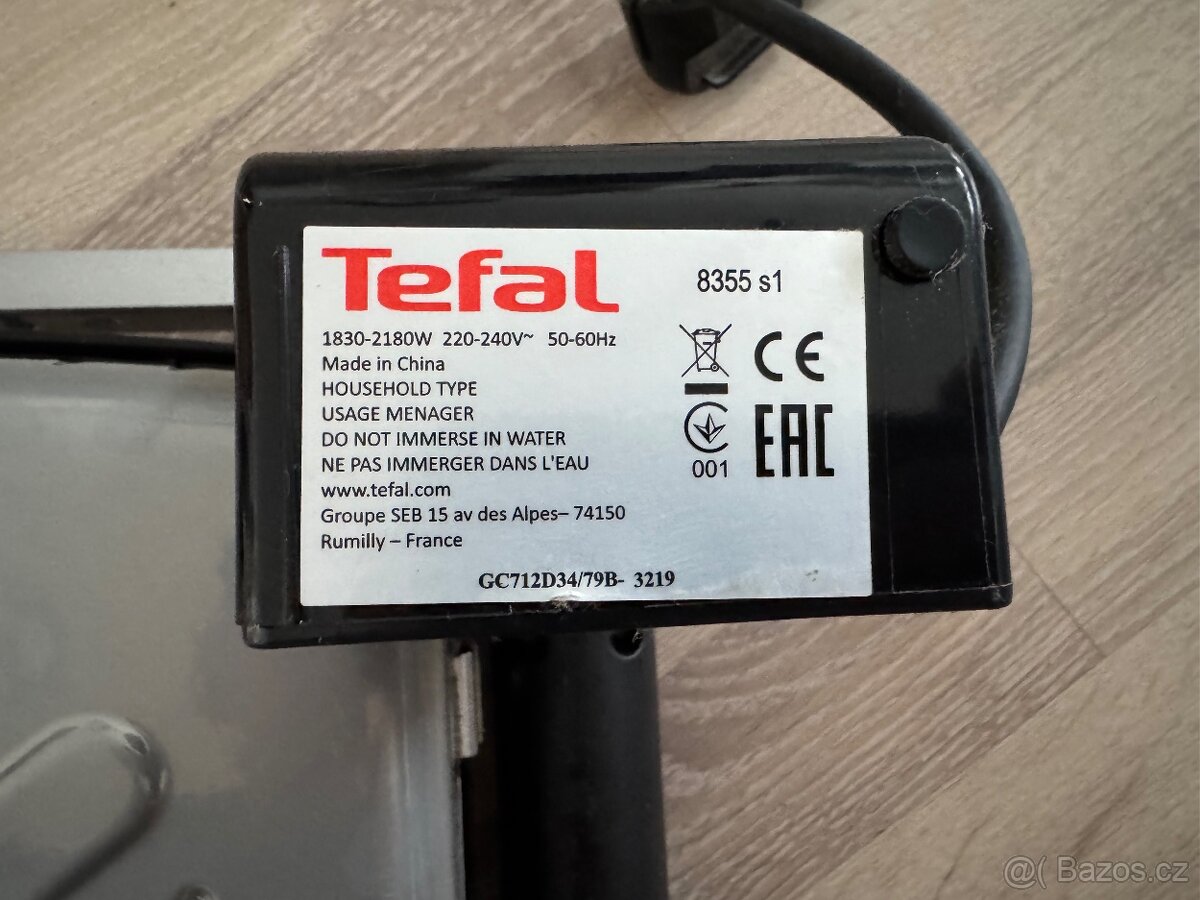 Tefal
8355 s1
1830-2180W 220-240V~ 50-60Hz
Made in China
HOUSEHOLD TYPE
USAGE MENAGER
DO NOT IMMERSE IN WATER
NE PAS IMMERGER DANS L'EAU
www.tefal.com
Groupe SEB 15 av des Alpes– 74150
Rumilly – France
CE
001
EAC
GC712D34/79B- 3219
@( Bazos.cz